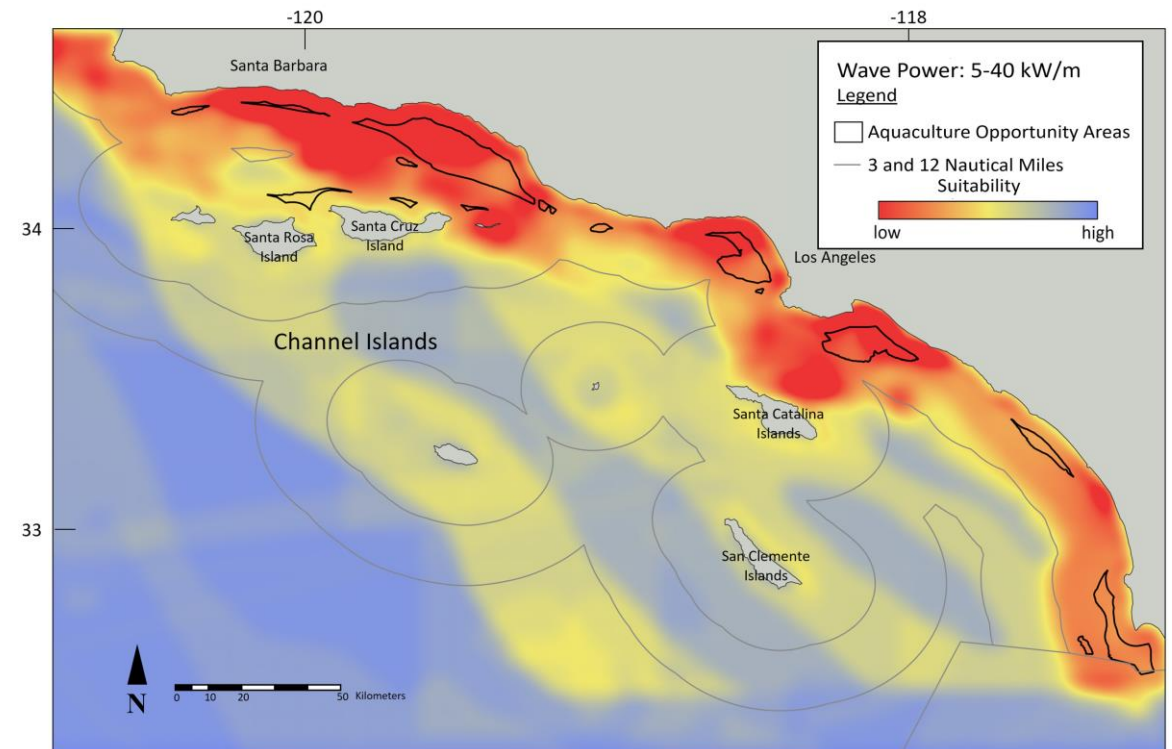 -120
-118
Santa Barbara
Wave Power: 5-40 kW/m
Legend
Aquaculture Opportunity Areas
3 and 12 Nautical Miles
Suitability
low high
34
Santa Rosa
Island
Santa Cruz
Island
Los Angeles
Channel Islands
Santa Catalina
Islands
33
San Clemente
Islands
N
0 10 20 50 Kilometers